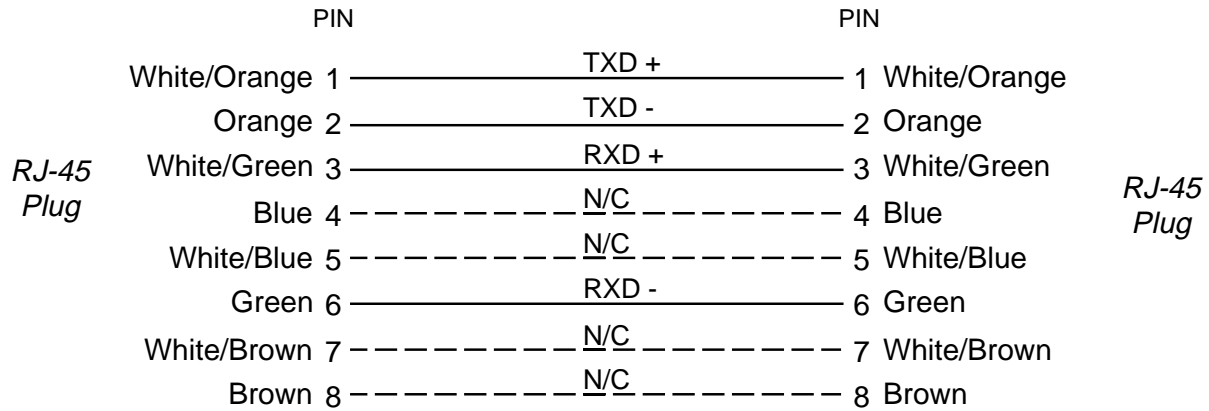 PIN PIN
White/Orange 1 TXD + 1 White/Orange
Orange 2 TXD - 2 Orange
White/Green 3 RXD + 3 White/Green
RJ-45
Plug
Blue 4 N/C 4 Blue
RJ-45
Plug
White/Blue 5 N/C 5 White/Blue
Green 6 RXD - 6 Green
White/Brown 7 N/C 7 White/Brown
Brown 8 N/C 8 Brown